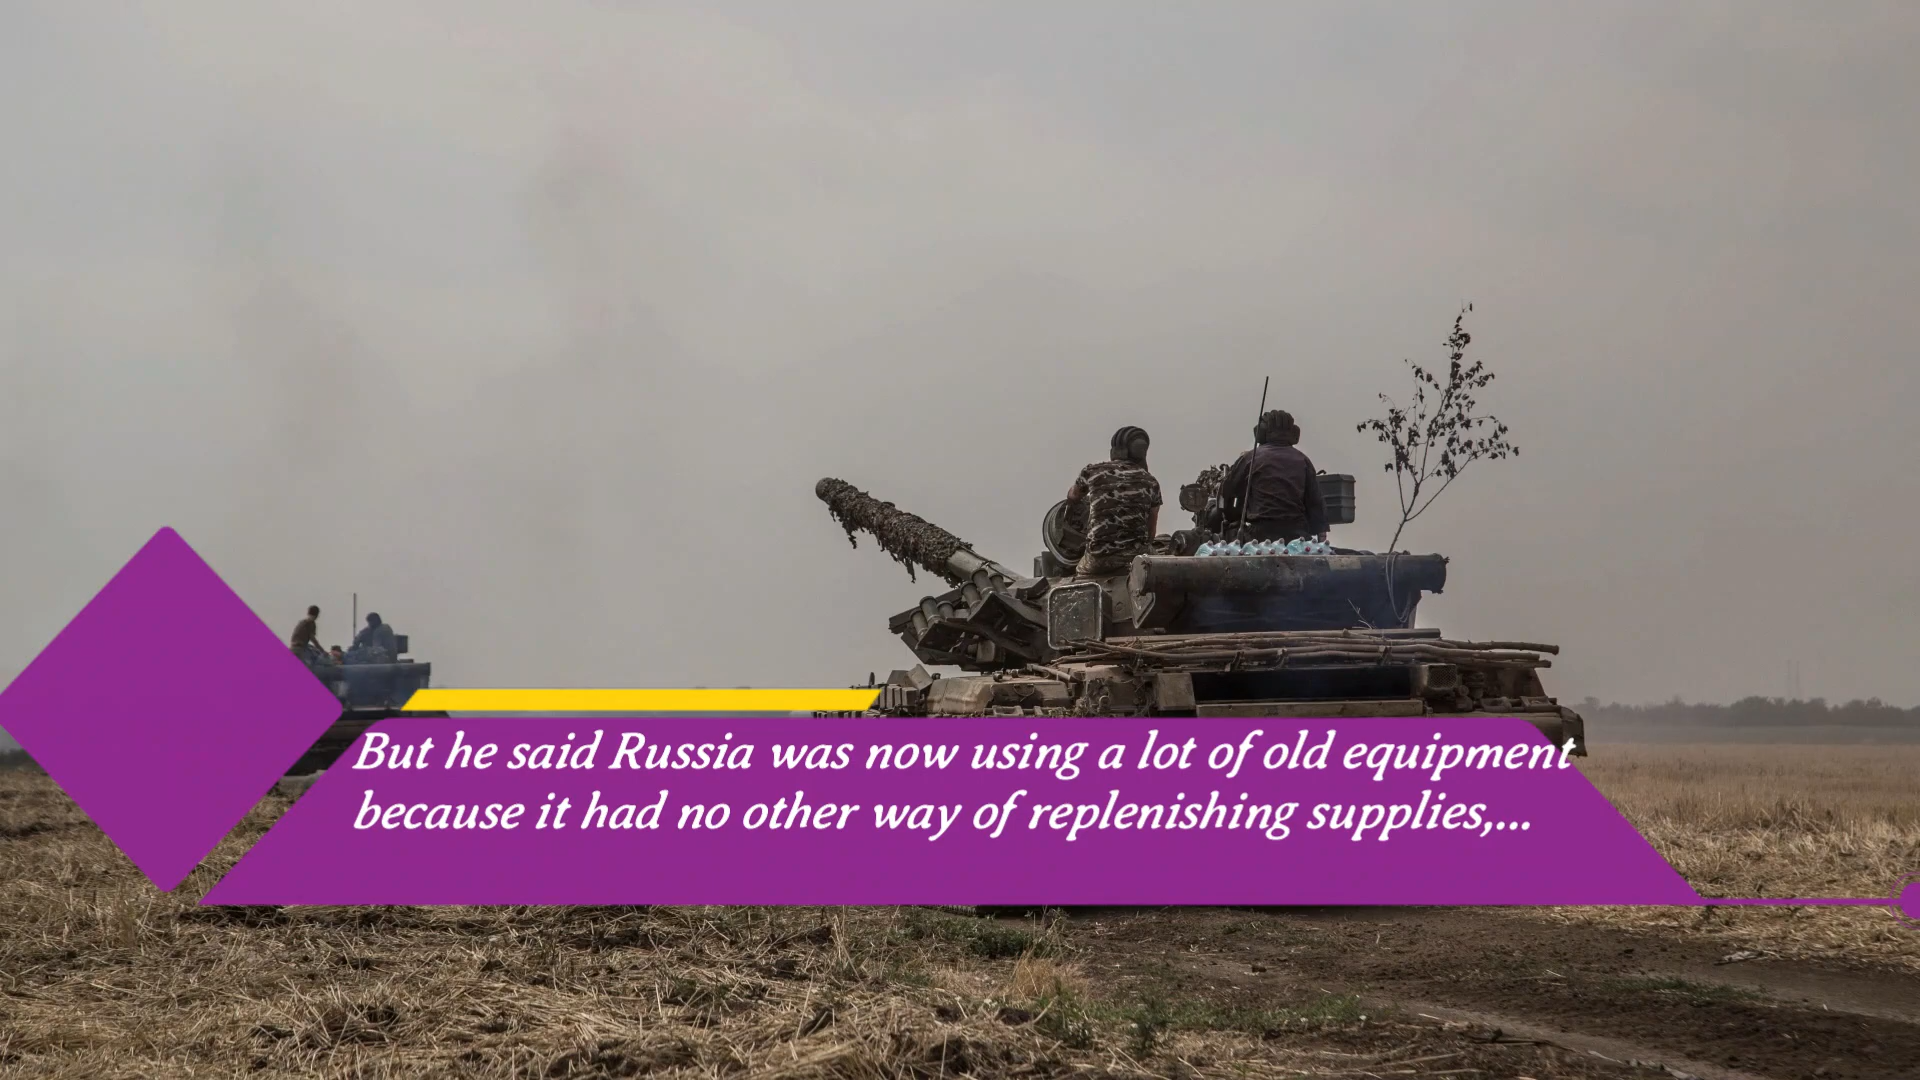 But he said Russia was now using a lot of old equipment
because it had no other way of replenishing supplies,...